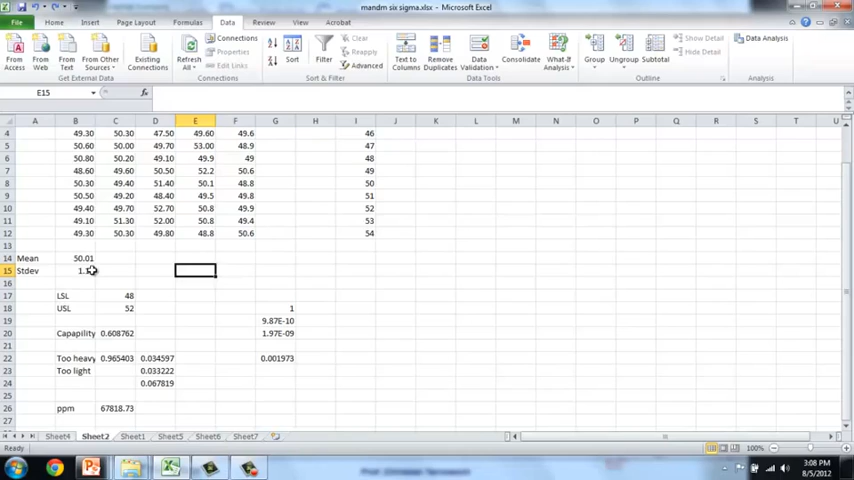 mandm six sigma.xlsx - Microsoft Excel
File Home Insert Page Layout Formulas Data Review View Acrobat
From Access From Web From Other Sources Existing Connections Refresh All Connections Properties Edit Links Sort Filter Clear Reapply Advanced Text to Columns Remove Duplicates Data Validation Consolidate What-If Analysis Group Ungroup Subtotal Show Detail Hide Detail Data Analysis
Get External Data Connections Sort & Filter Data Tools Outline Analysis
E15 fx
A B C D E F G H I J K L M N O P Q R S T U
4 49.30 50.30 47.50 49.60 49.6 46
5 50.60 50.00 49.70 53.00 48.9 47
6 50.80 50.20 49.10 49.9 49 48
7 48.60 49.60 50.50 52.2 50.6 49
8 50.30 49.40 51.40 50.1 48.8 50
9 50.50 49.20 48.40 49.5 49.8 51
10 49.40 49.70 52.70 50.8 49.9 52
11 49.10 51.30 52.00 50.8 49.4 53
12 49.30 50.30 49.80 48.8 50.6 54
13
14 Mean 50.01
15 Stdev
16
17 LSL 48
18 USL 52 1
19 9.87E-10
20 Capapility 0.608762 1.97E-09
21
22 Too heavy 0.965403 0.034597 0.001973
23 Too light 0.033222
24 0.067819
25
26 ppm 67818.73
27
Sheet4 Sheet2 Sheet1 Sheet5 Sheet6 Sheet7
Ready 100%
3:08 PM
8/5/2012